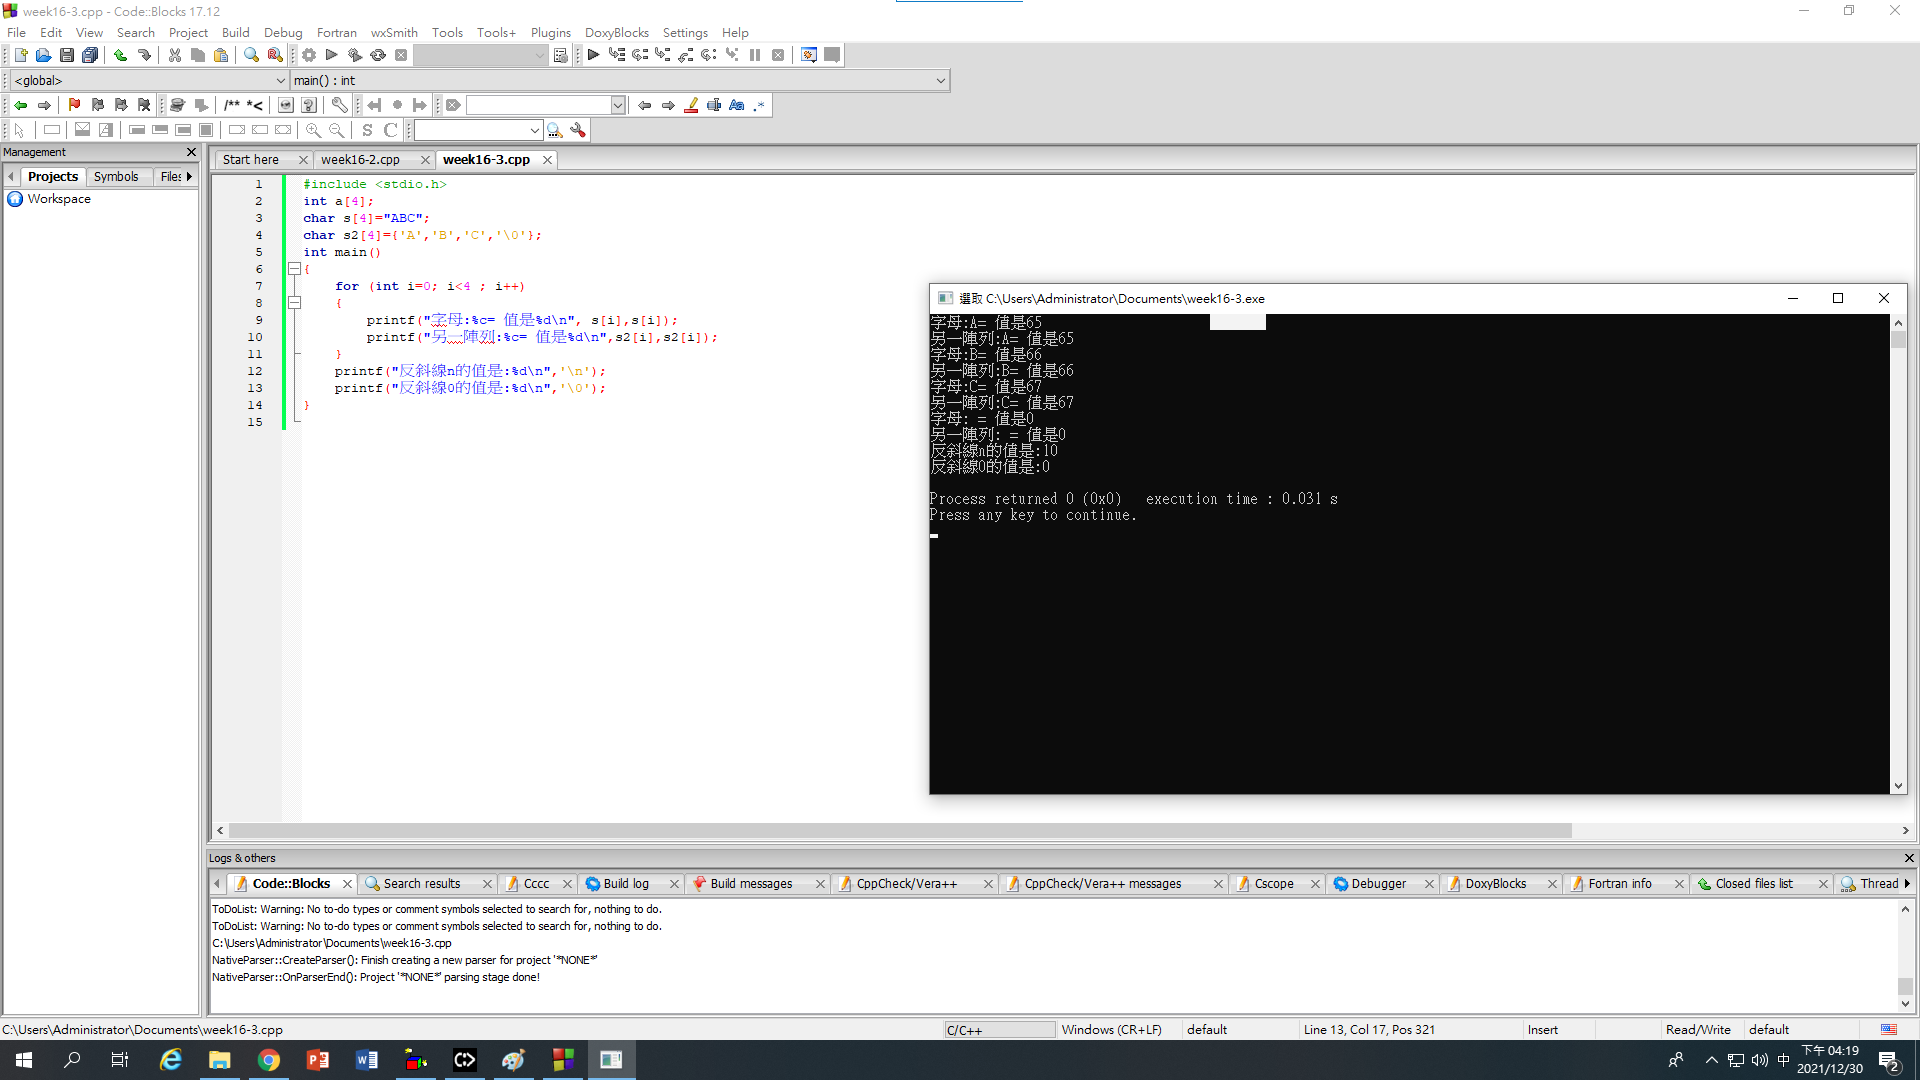 week16-3.cpp - Code::Blocks 17.12
File Edit View Search Project Build Debug Fortran wxSmith Tools Tools+ Plugins DoxyBlocks Settings Help
<global> main() : int
/** *<
Aa .*
S C
Management
Projects Symbols Files
Workspace
Start here week16-2.cpp week16-3.cpp
1 #include <stdio.h>
2 int a[4];
3 char s[4]="ABC";
4 char s2[4]={'A','B','C','\0'};
5 int main()
6 {
7 for (int i=0; i<4 ; i++)
8 {
9 printf("字母:%c= 值是%d\n", s[i],s[i]);
10 printf("另一陣列:%c= 值是%d\n",s2[i],s2[i]);
11 }
12 printf("反斜線n的值是:%d\n",'\n');
13 printf("反斜線0的值是:%d\n",'\0');
14 }
15
選取 C:\Users\Administrator\Documents\week16-3.exe
字母:A= 值是65
另一陣列:A= 值是65
字母:B= 值是66
另一陣列:B= 值是66
字母:C= 值是67
另一陣列:C= 值是67
字母: = 值是0
另一陣列: = 值是0
反斜線n的值是:10
反斜線0的值是:0
Process returned 0 (0x0)   execution time : 0.031 s
Press any key to continue.
Logs & others
Code::Blocks Search results Cccc Build log Build messages CppCheck/Vera++ CppCheck/Vera++ messages Cscope Debugger DoxyBlocks Fortran info Closed files list Thread
ToDoList: Warning: No to-do types or comment symbols selected to search for, nothing to do.
ToDoList: Warning: No to-do types or comment symbols selected to search for, nothing to do.
C:\Users\Administrator\Documents\week16-3.cpp
NativeParser::CreateParser(): Finish creating a new parser for project '*NONE*'
NativeParser::OnParserEnd(): Project '*NONE*' parsing stage done!
C:\Users\Administrator\Documents\week16-3.cpp C/C++ Windows (CR+LF) default Line 13, Col 17, Pos 321 Insert Read/Write default
中 下午 04:19
2021/12/30
2